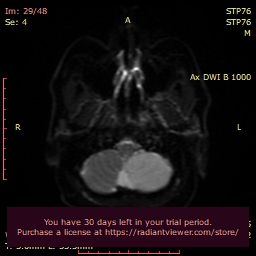 Im: 29/48
Se: 4
A
STP76
STP76
M
Ax DWI B 1000
R
L
You have 30 days left in your trial period.
Purchase a license at https://radiantviewer.com/store/